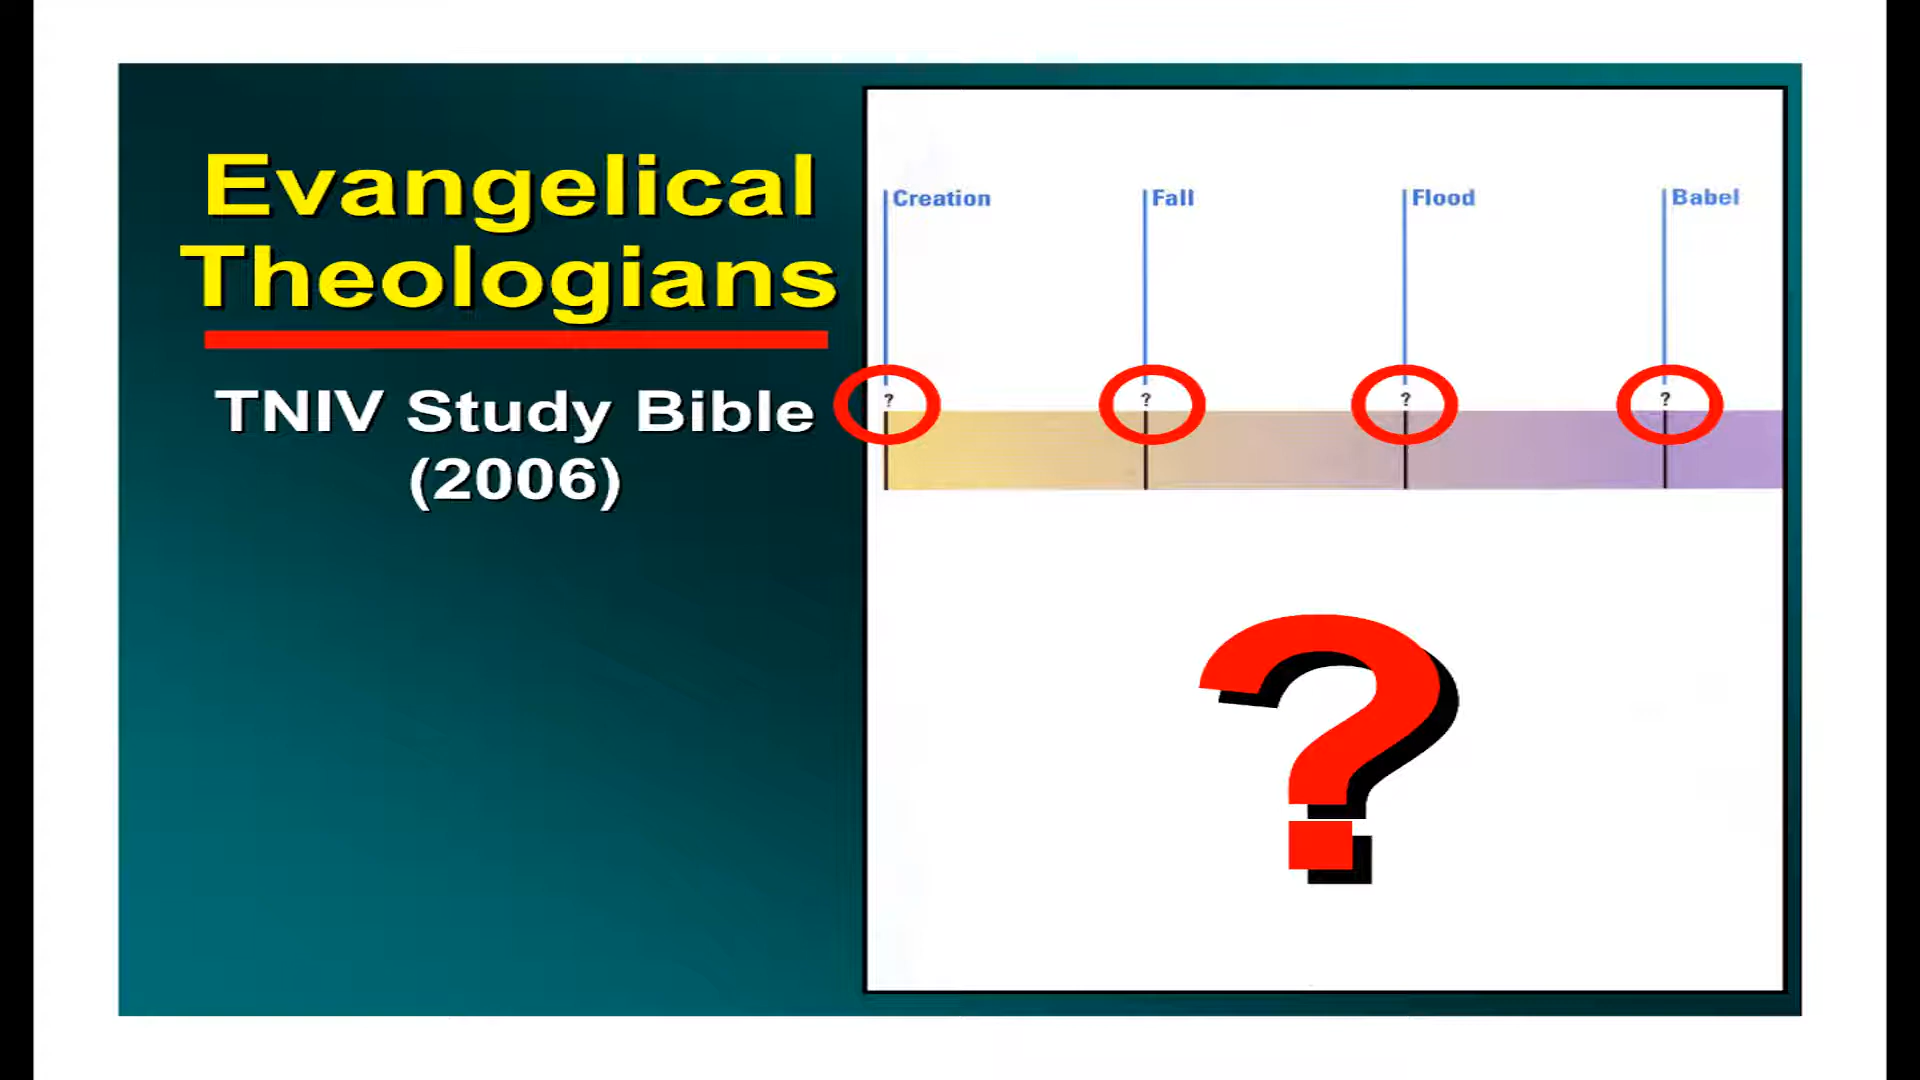 Evangelical
Theologians
TNIV Study Bible
(2006)
Creation Fall Flood Babel
? ? ? ?
?